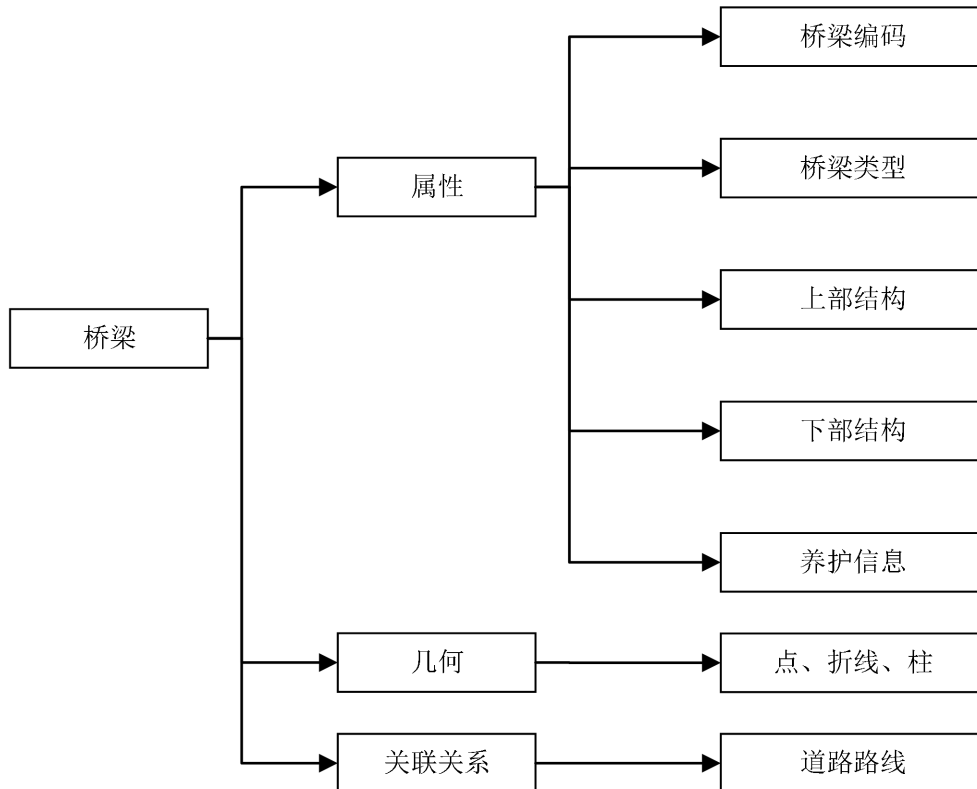 桥梁
属性
桥梁编码
桥梁类型
上部结构
下部结构
养护信息
几何
点、折线、柱
关联关系
道路路线